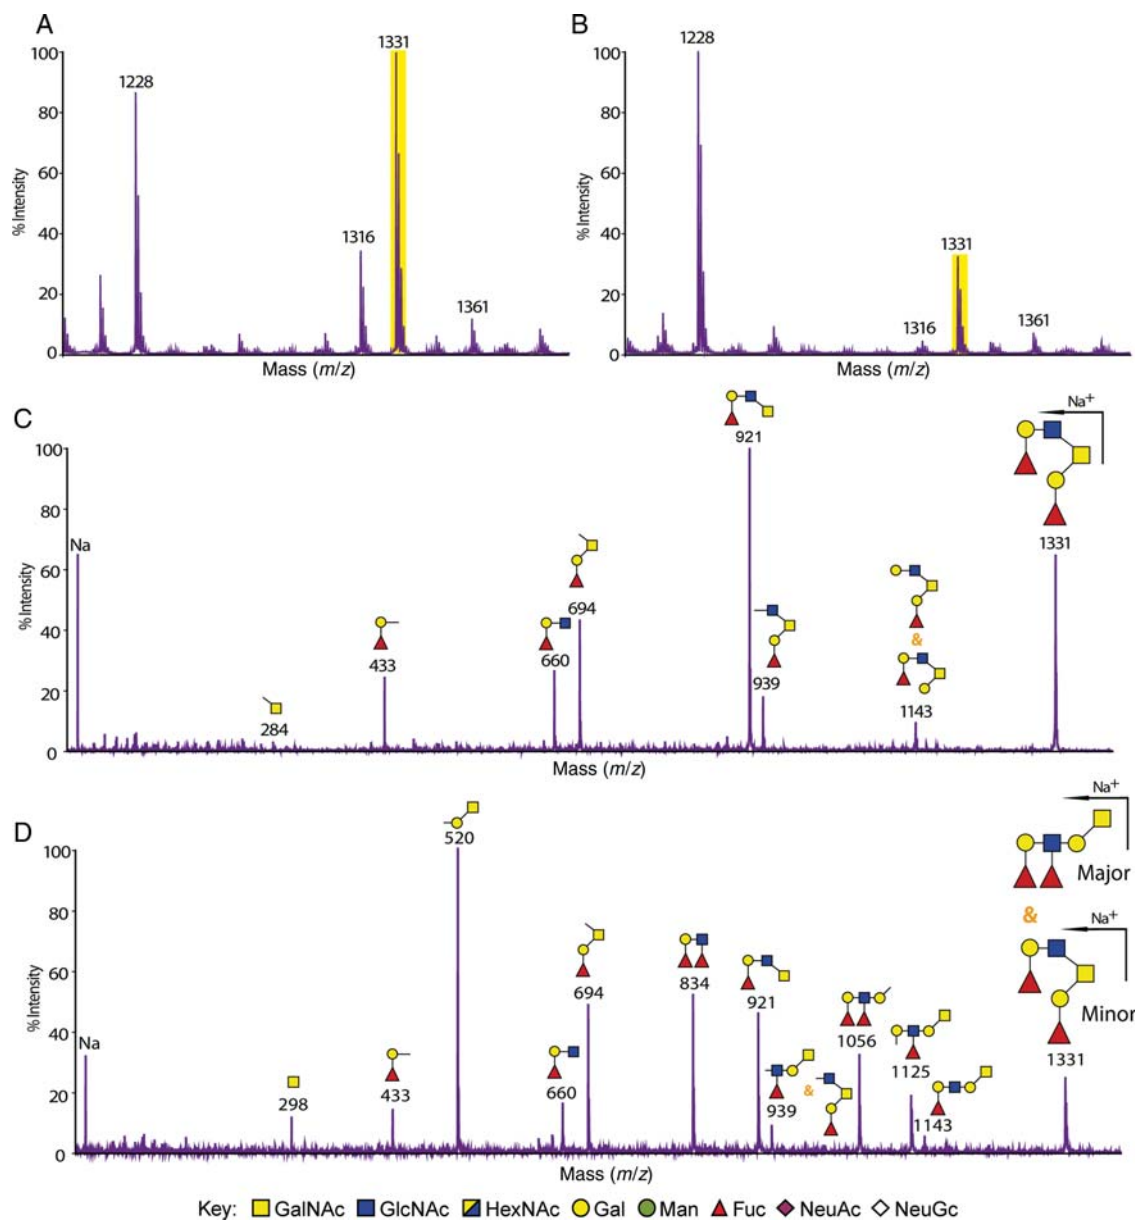 A
B
100
80
60
40
20
0
% Intensity
1228
1316
1331
1361
Mass (m/z)
100
80
60
40
20
0
% Intensity
1228
1316
1331
1361
Mass (m/z)
C
100
80
60
40
20
0
% Intensity
Na
284
433
660
694
921
939
&
1143
Na+
1331
Mass (m/z)
D
100
80
60
40
20
0
% Intensity
Na
298
433
520
660
694
834
921
&
939
1056
1125
1143
Na+
Major
&
Na+
Minor
1331
Mass (m/z)
Key: GalNAc GlcNAc HexNAc Gal Man Fuc NeuAc NeuGc